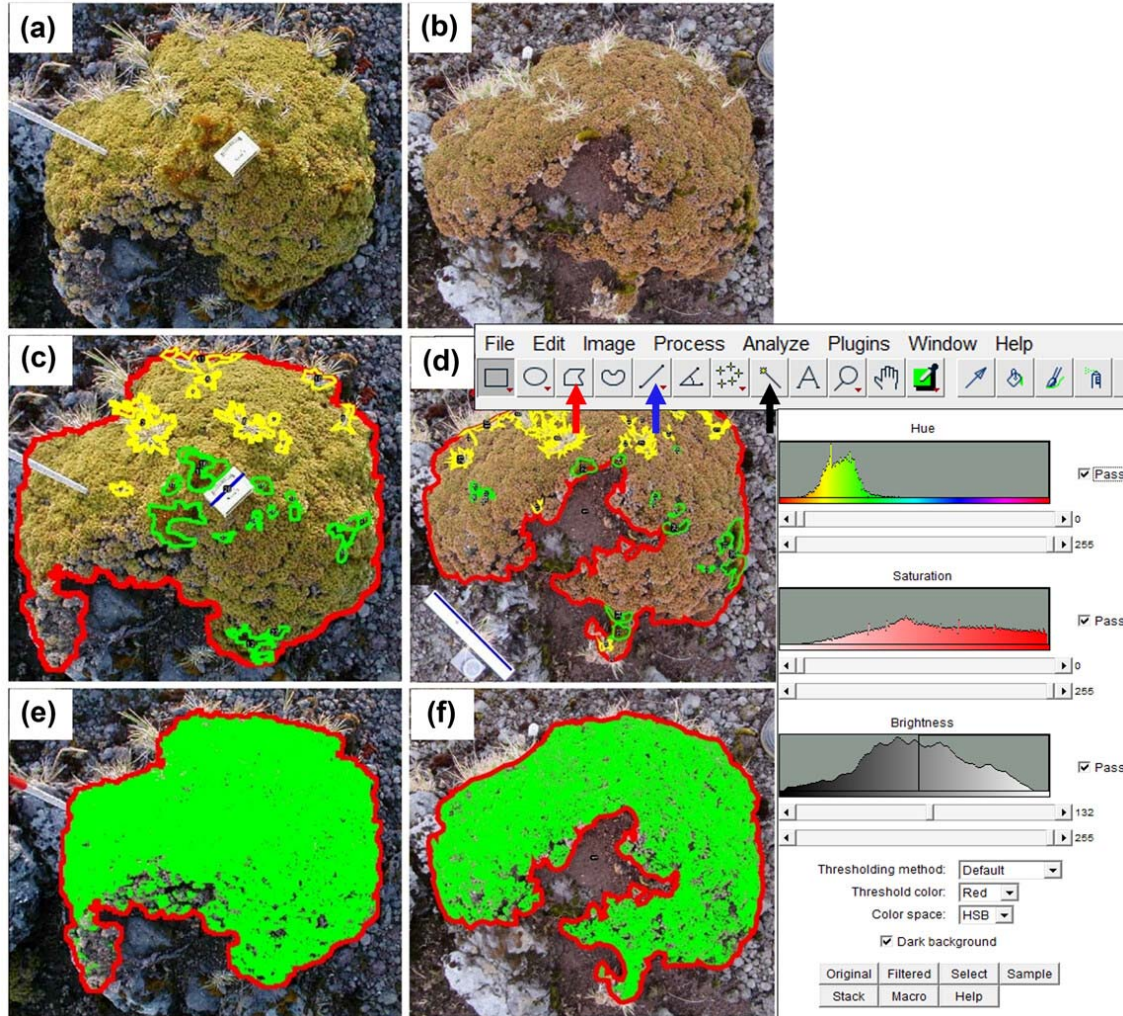 (a)
(b)
(c)
(d)
File Edit Image Process Analyze Plugins Window Help
Hue
Pass
0
255
Saturation
Pass
0
255
Brightness
Pass
132
255
Thresholding method: Default
Threshold color: Red
Color space: HSB
Dark background
Original Filtered Select Sample
Stack Macro Help
(e)
(f)